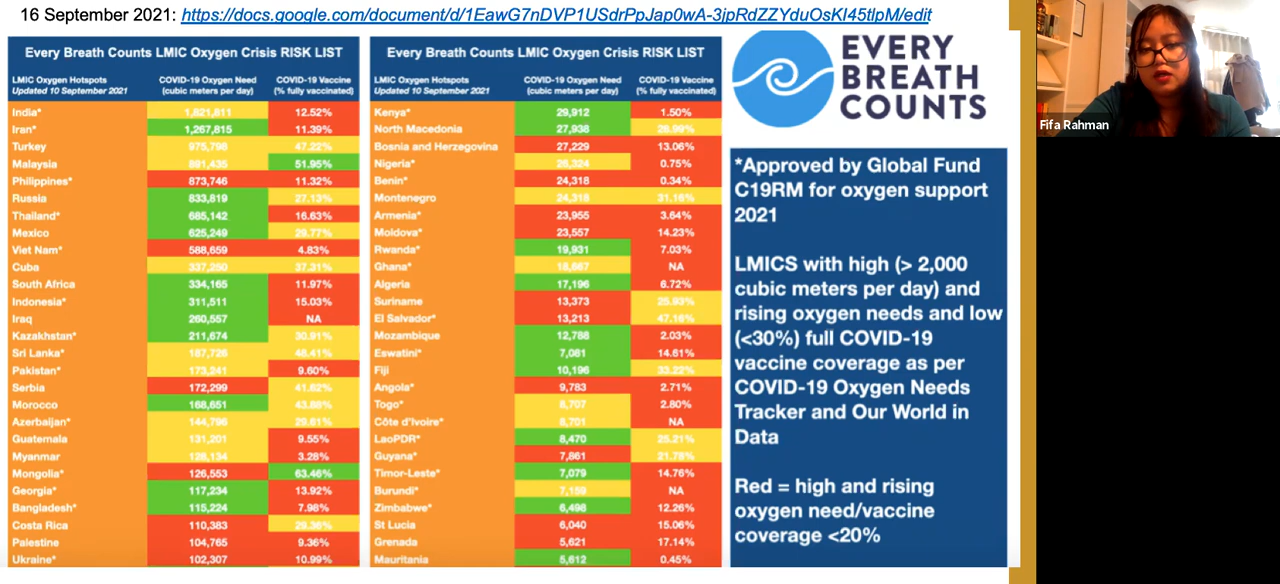 16 September 2021: https://docs.google.com/document/d/1EawG7nDVP1USdrPpJap0wA-3jpRdZZYduOsKI45tlpM/edit
Every Breath Counts LMIC Oxygen Crisis RISK LIST
LMIC Oxygen Hotspots COVID-19 Oxygen Need COVID-19 Vaccine
Updated 10 September 2021 (cubic meters per day) (% fully vaccinated)
India* 1,821,811 12.52%
Iran* 1,267,815 11.39%
Turkey 975,798 47.22%
Malaysia 891,435 51.95%
Philippines* 873,746 11.32%
Russia 833,819 27.13%
Thailand* 685,142 16.63%
Mexico 625,249 29.77%
Viet Nam* 588,659 4.83%
Cuba 337,250 37.31%
South Africa 334,165 11.97%
Indonesia* 311,511 15.03%
Iraq 260,557 NA
Kazakhstan* 211,674 30.91%
Sri Lanka* 187,726 48.41%
Pakistan* 173,241 9.60%
Serbia 172,299 41.82%
Morocco 168,651 43.88%
Azerbaijan* 144,796 29.61%
Guatemala 131,201 9.55%
Myanmar 128,134 3.28%
Mongolia* 126,553 63.46%
Georgia* 117,234 13.92%
Bangladesh* 115,224 7.98%
Costa Rica 110,383 29.36%
Palestine 104,765 9.36%
Ukraine* 102,307 10.99%
Every Breath Counts LMIC Oxygen Crisis RISK LIST
LMIC Oxygen Hotspots COVID-19 Oxygen Need COVID-19 Vaccine
Updated 10 September 2021 (cubic meters per day) (% fully vaccinated)
Kenya* 29,912 1.50%
North Macedonia 27,938 28.99%
Bosnia and Herzegovina 27,229 13.06%
Nigeria* 26,324 0.75%
Benin* 24,318 0.34%
Montenegro 24,318 31.16%
Armenia* 23,955 3.64%
Moldova* 23,557 14.23%
Rwanda* 19,931 7.03%
Ghana* 18,667 NA
Algeria 17,196 6.72%
Suriname 13,373 25.93%
El Salvador* 13,213 47.16%
Mozambique 12,788 2.03%
Eswatini* 7,081 14.61%
Fiji 10,196 33.22%
Angola* 9,783 2.71%
Togo* 8,707 2.80%
Côte d'Ivoire* 8,701 NA
LaoPDR* 8,470 25.21%
Guyana* 7,861 21.78%
Timor-Leste* 7,079 14.76%
Burundi* 7,159 NA
Zimbabwe* 6,498 12.26%
St Lucia 6,040 15.06%
Grenada 5,621 17.14%
Mauritania 5,612 0.45%
EVERY
BREATH
COUNTS
*Approved by Global Fund
C19RM for oxygen support
2021
LMICS with high (> 2,000
cubic meters per day) and
rising oxygen needs and low
(<30%) full COVID-19
vaccine coverage as per
COVID-19 Oxygen Needs
Tracker and Our World in
Data
Red = high and rising
oxygen need/vaccine
coverage <20%
Fifa Rahman